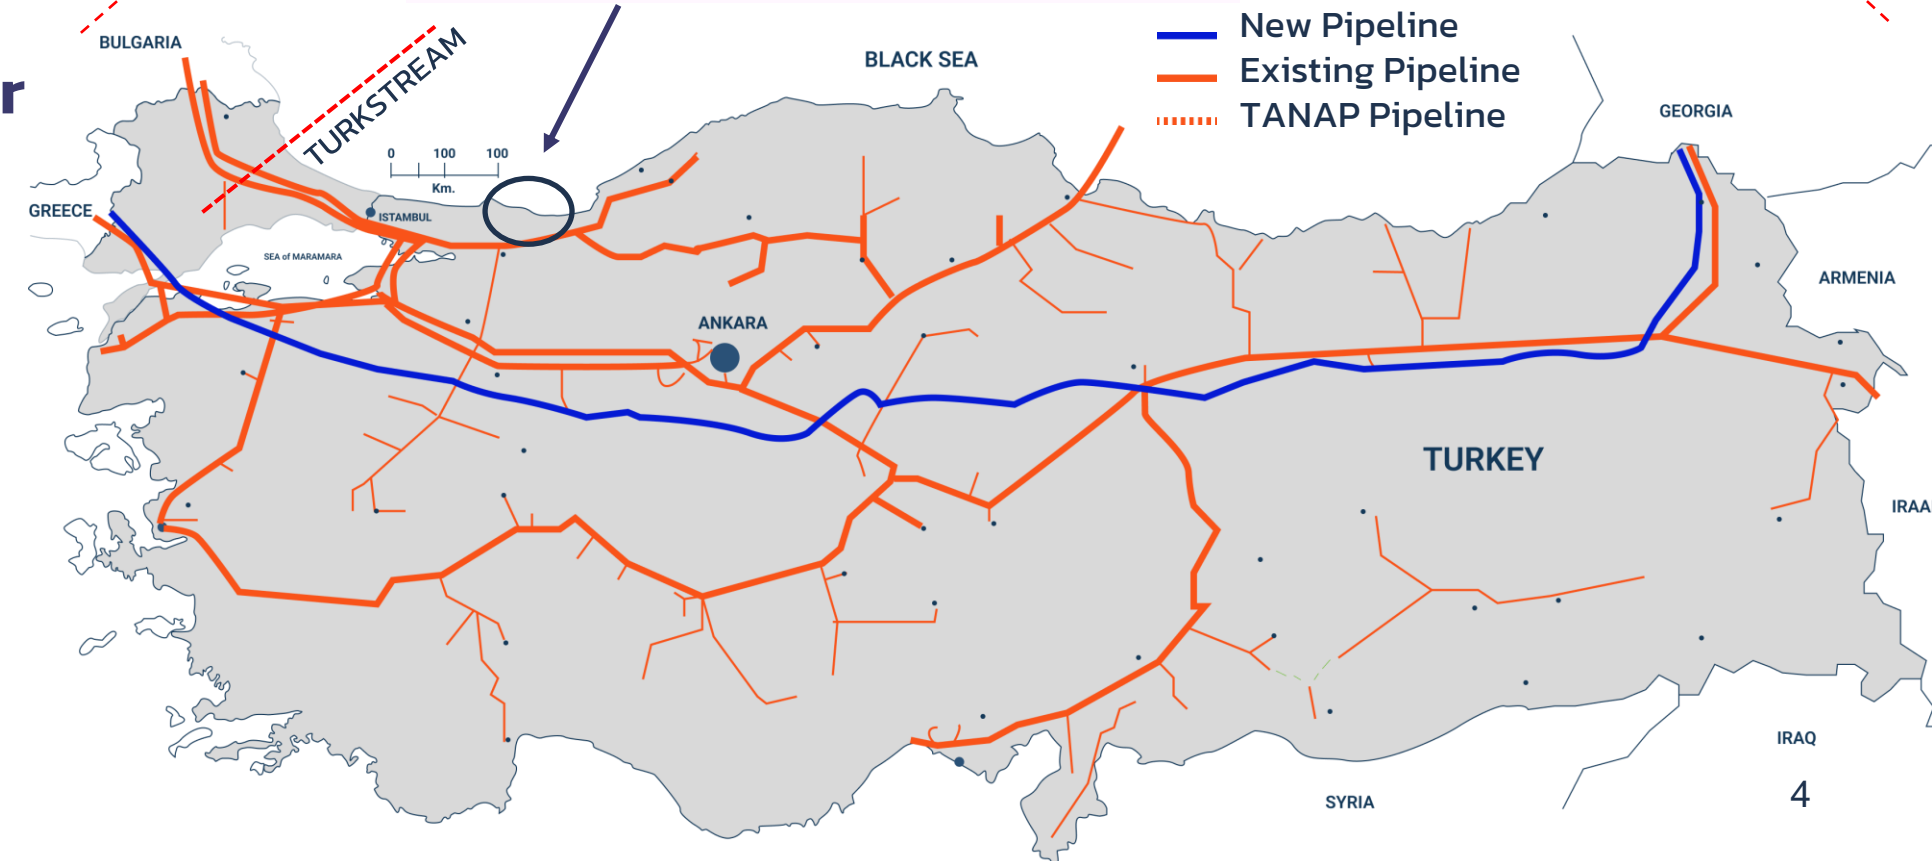 r
New Pipeline
Existing Pipeline
TANAP Pipeline
BULGARIA
TURKSTREAM
BLACK SEA
GEORGIA
0 100 100
Km.
GREECE
ISTAMBUL
SEA of MARAMARA
ARMENIA
ANKARA
TURKEY
IRAA
IRAQ
SYRIA
4